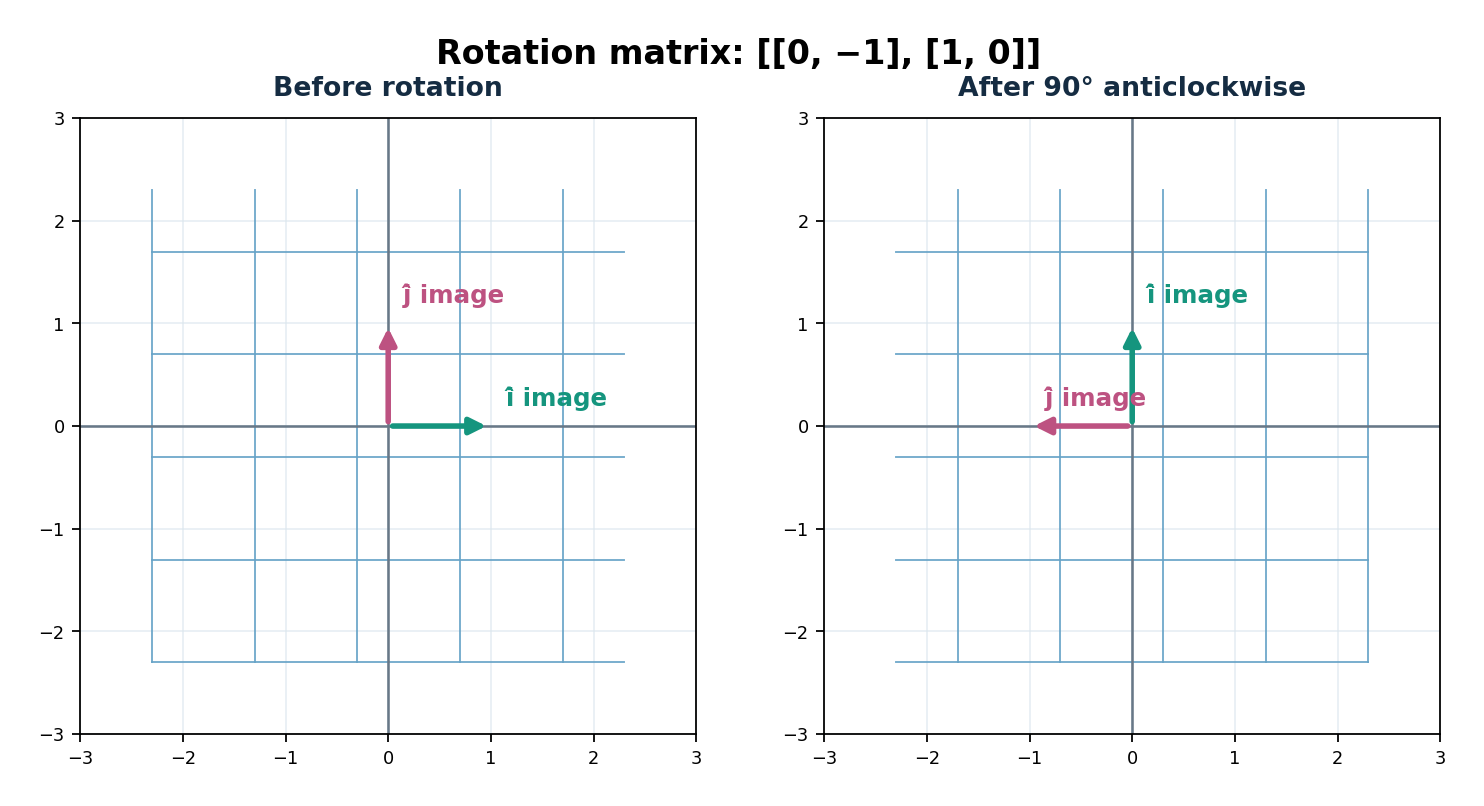 Rotation matrix: [[0, −1], [1, 0]]
Before rotation
3
2
1
0
−1
−2
−3
−3 −2 −1 0 1 2 3
ĵ image
î image
After 90° anticlockwise
3
2
1
0
−1
−2
−3
−3 −2 −1 0 1 2 3
î image
ĵ image